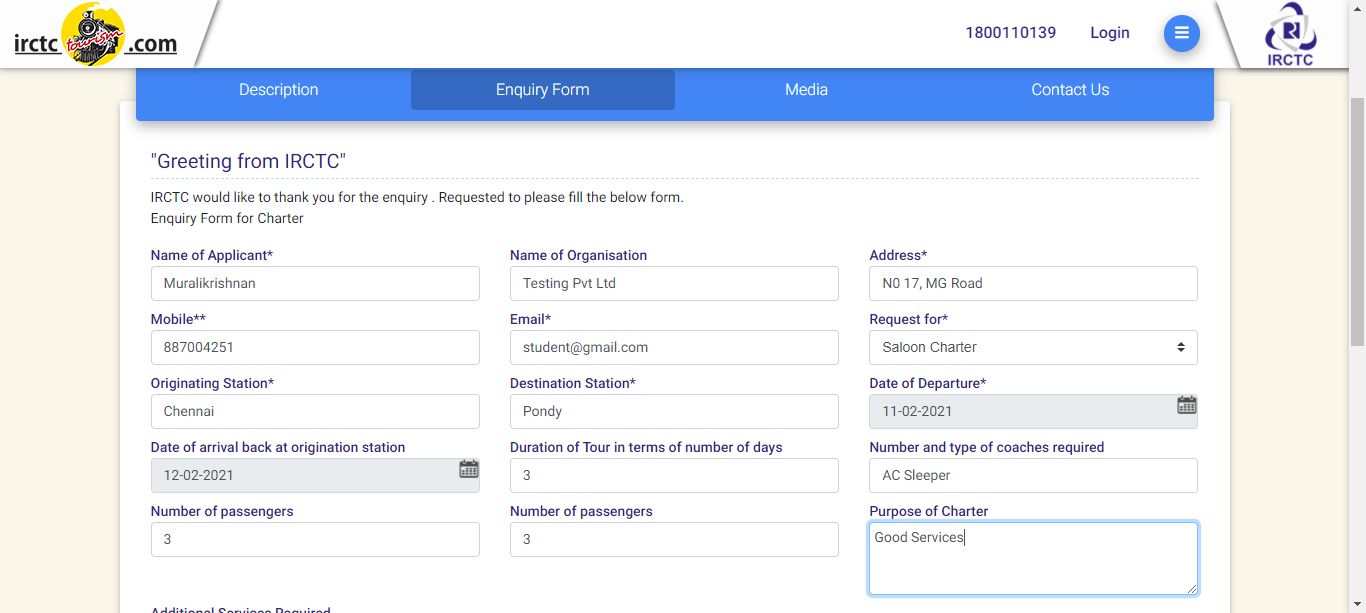 irctc tourism .com
1800110139 Login
IRCTC
Description Enquiry Form Media Contact Us
"Greeting from IRCTC"
IRCTC would like to thank you for the enquiry . Requested to please fill the below form.
Enquiry Form for Charter
Name of Applicant* Name of Organisation Address*
Muralikrishnan Testing Pvt Ltd N0 17, MG Road
Mobile** Email* Request for*
887004251 student@gmail.com Saloon Charter
Originating Station* Destination Station* Date of Departure*
Chennai Pondy 11-02-2021
Date of arrival back at origination station Duration of Tour in terms of number of days Number and type of coaches required
12-02-2021 3 AC Sleeper
Number of passengers Number of passengers Purpose of Charter
3 3 Good Services
Additional Services Required